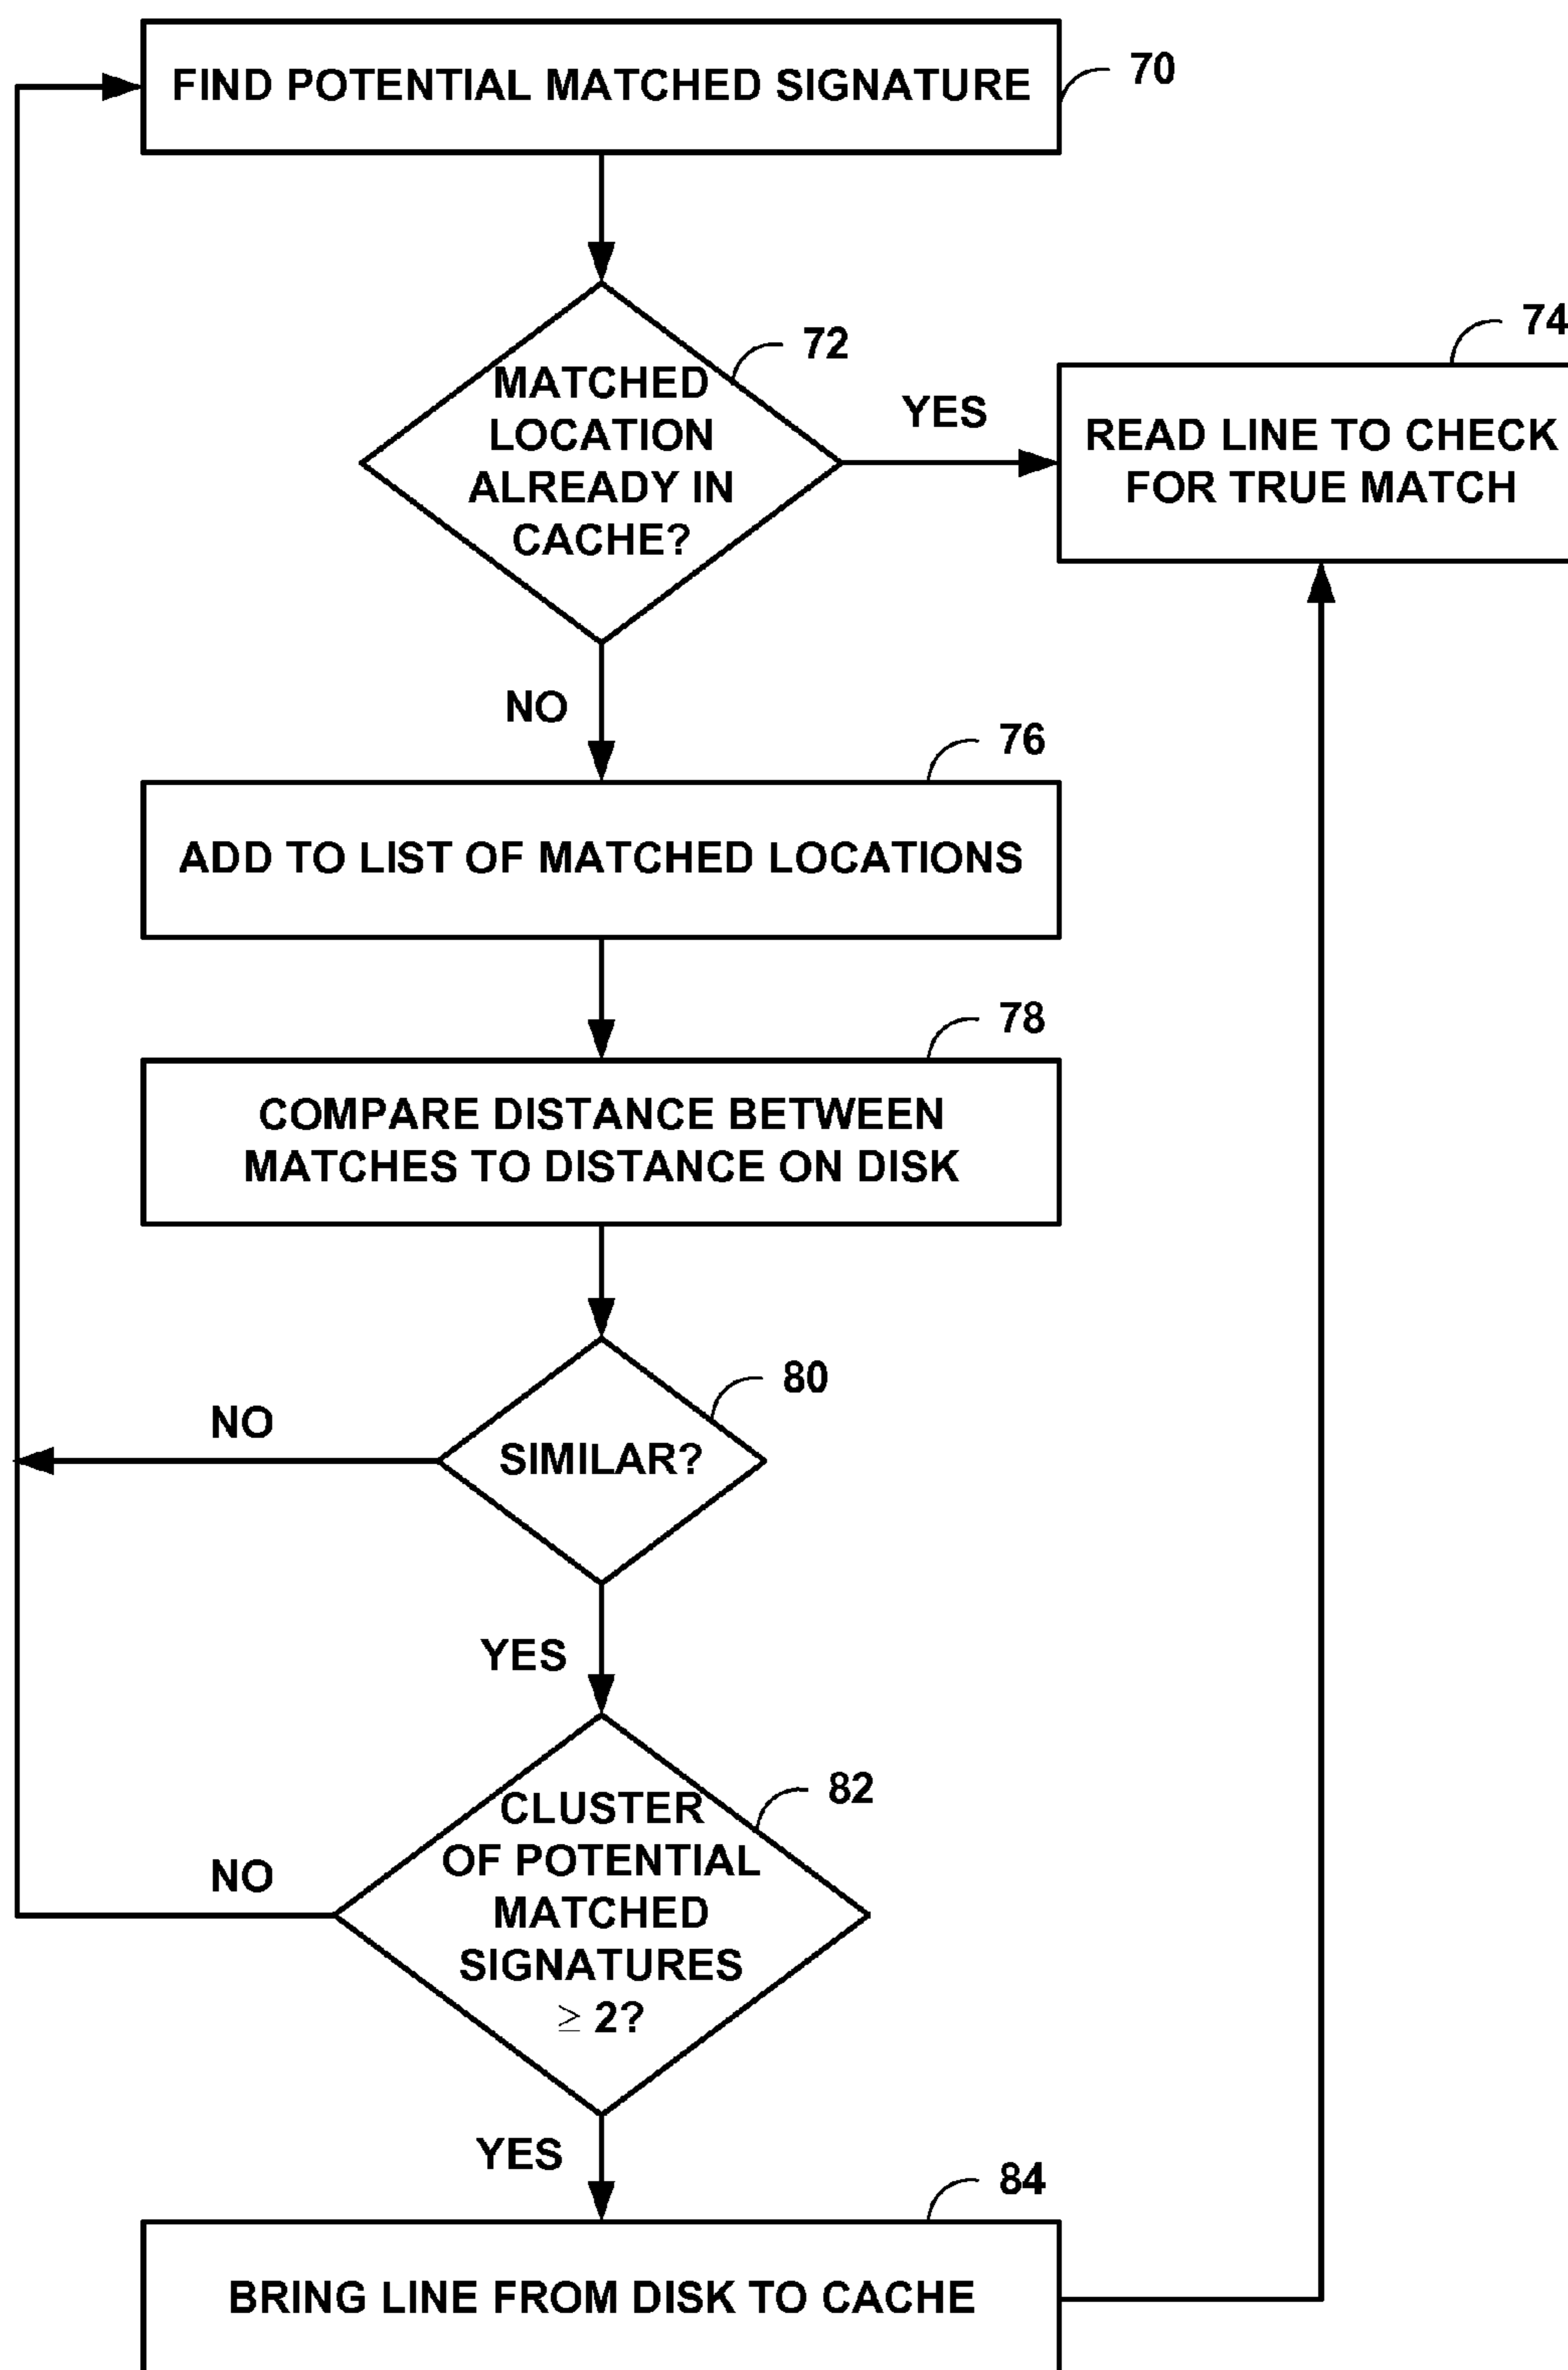 FIND POTENTIAL MATCHED SIGNATURE
70
72
MATCHED
LOCATION
ALREADY IN
CACHE?
YES
74
READ LINE TO CHECK
FOR TRUE MATCH
NO
76
ADD TO LIST OF MATCHED LOCATIONS
78
COMPARE DISTANCE BETWEEN
MATCHES TO DISTANCE ON DISK
80
SIMILAR?
NO
YES
82
CLUSTER
OF POTENTIAL
MATCHED
SIGNATURES
≥ 2?
NO
YES
84
BRING LINE FROM DISK TO CACHE